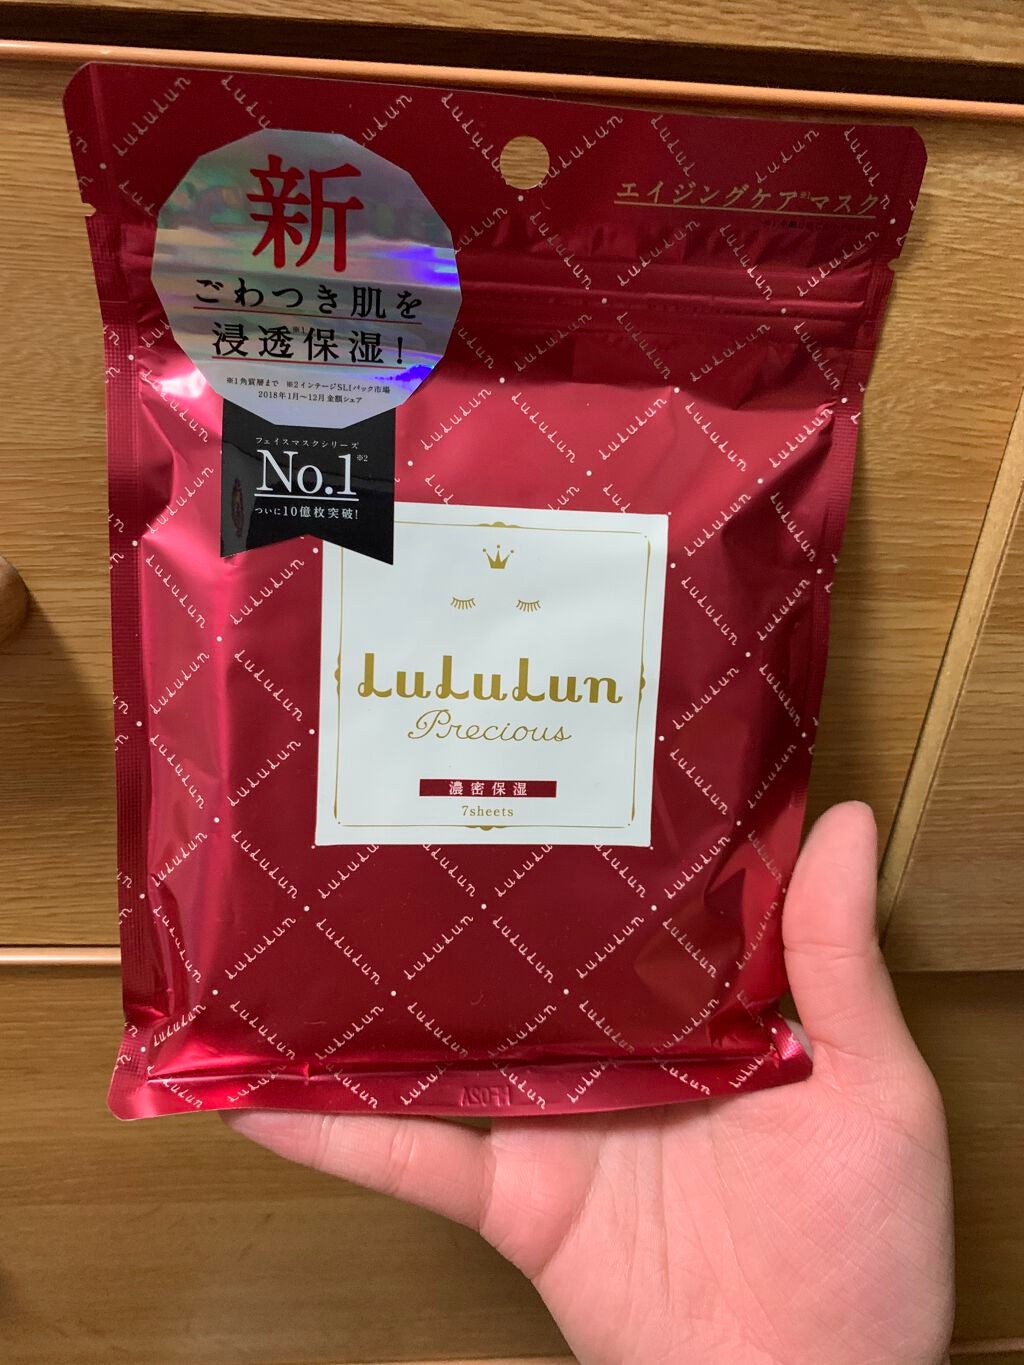 新
ごわつき肌を
浸透※1保湿!
※1 角質層まで ※2 インテージSLI パック市場
2018年1月~12月 金額シェア
フェイスマスクシリーズ
No.1※2
ついに10億枚突破!
エイジングケア※マスク
LuLuLun
Precious
濃密保湿
7sheets